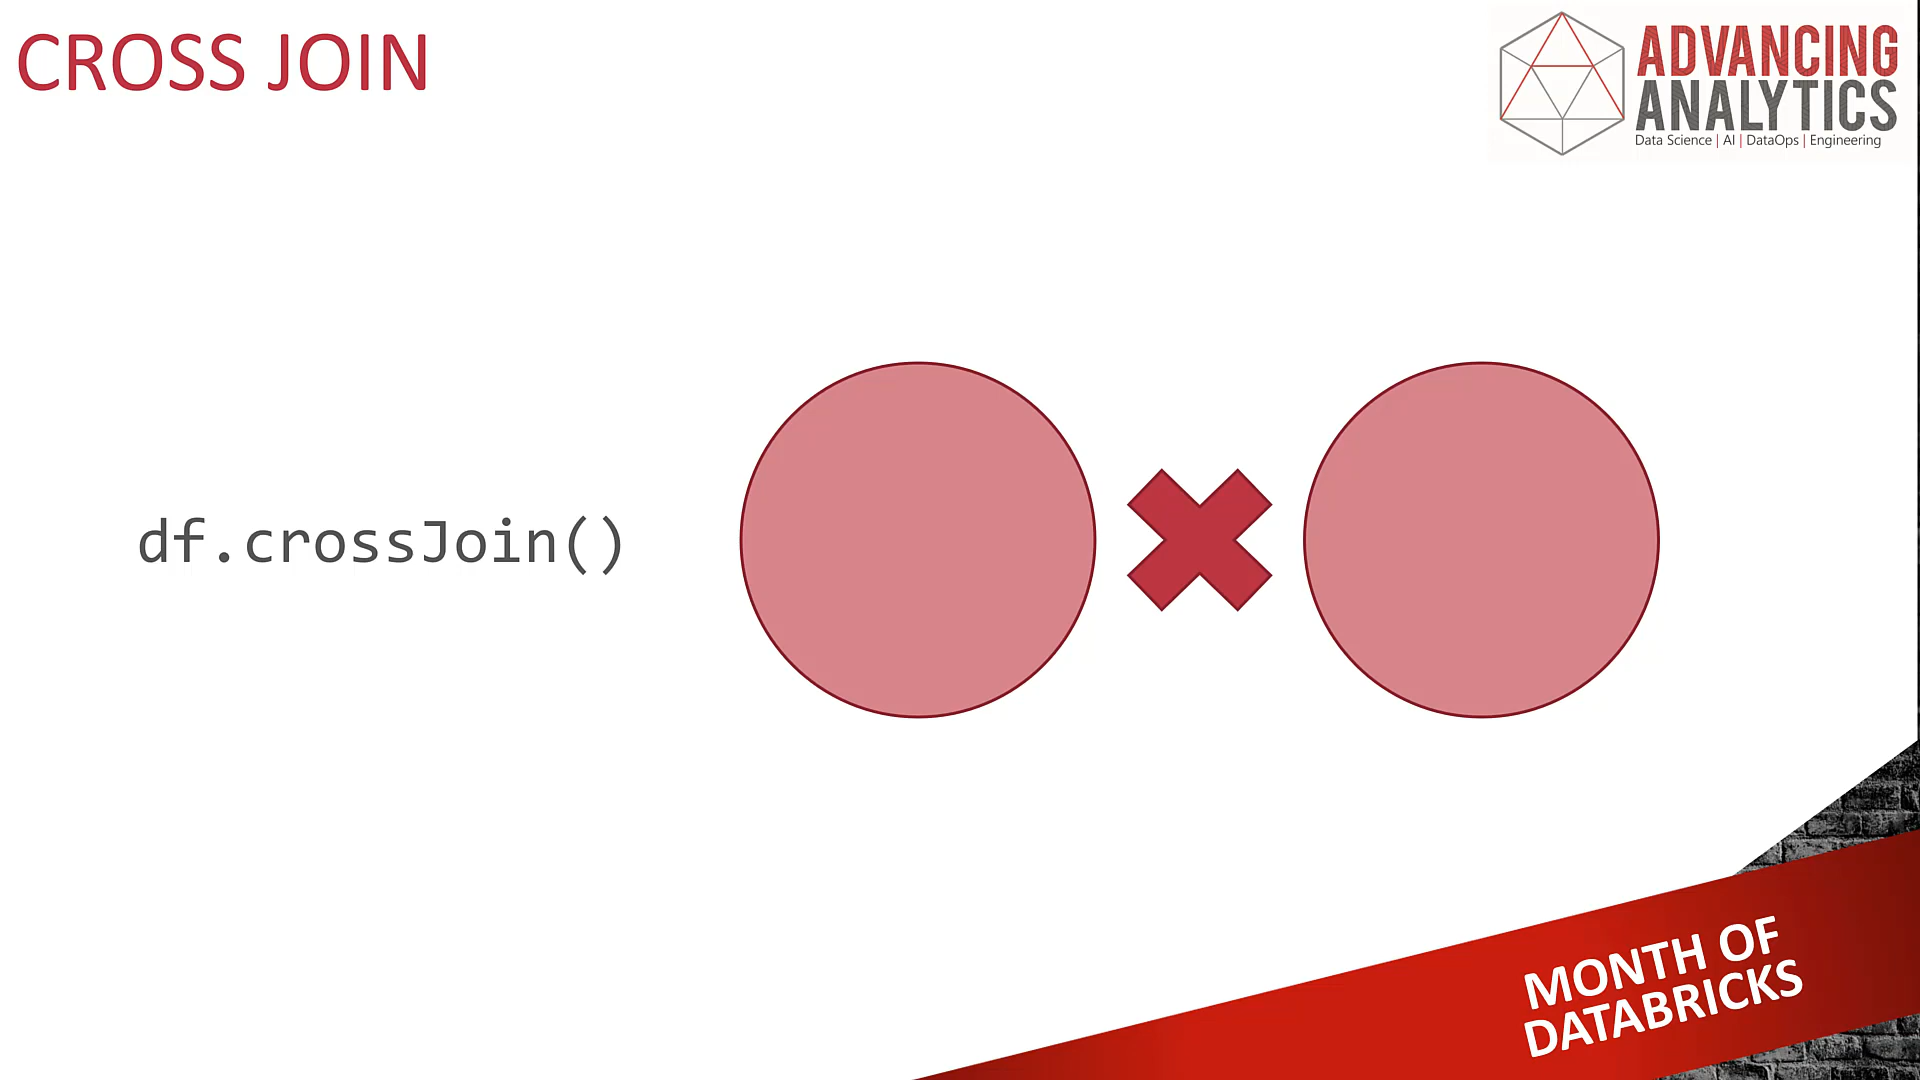 CROSS JOIN
ADVANCING
ANALYTICS
Data Science | AI | DataOps | Engineering
df.crossJoin()
MONTH OF
DATABRICKS